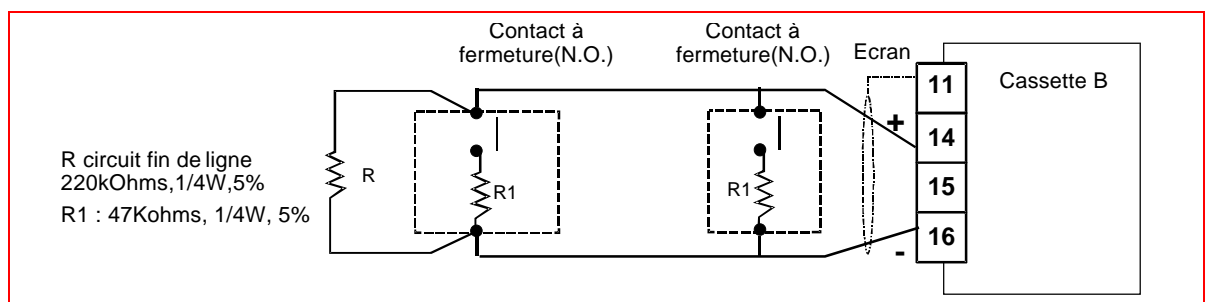 Contact à
fermeture(N.O.)
Contact à
fermeture(N.O.)
Ecran
11
Cassette B
+
14
R circuit fin de ligne
220kOhms,1/4W,5%
R
R1
R1
15
R1 : 47Kohms, 1/4W, 5%
16
-